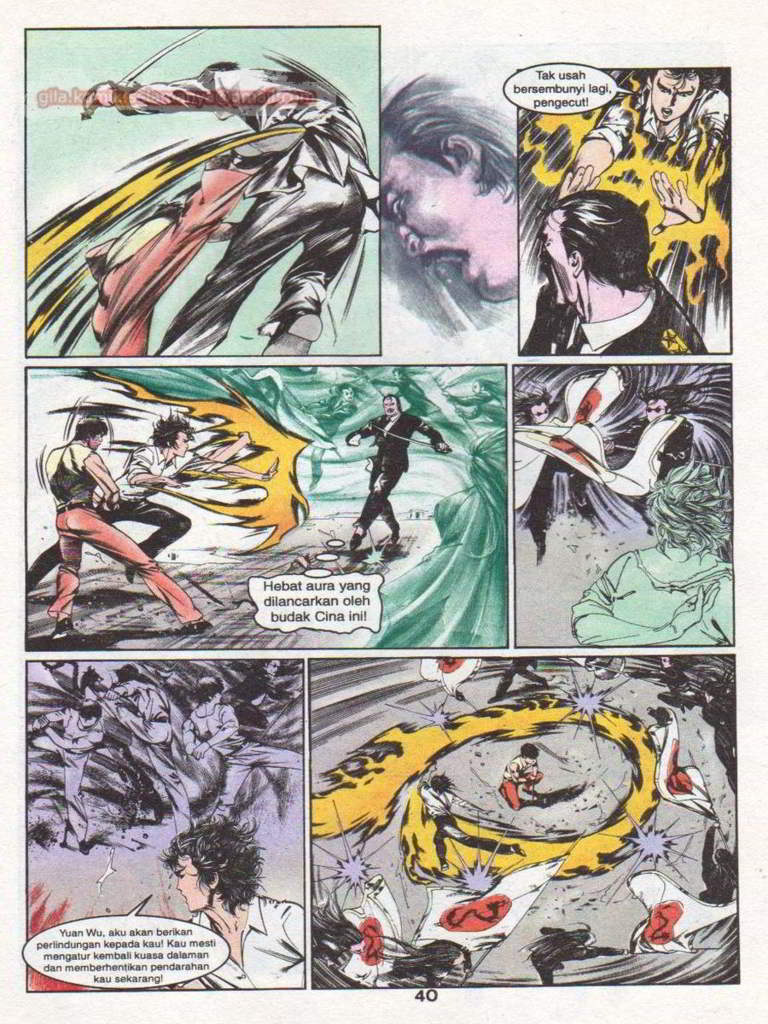 Tak usah
bersembunyi lagi,
pengecut!
Hebat aura yang
dilancarkan oleh
budak Cina ini!
Yuan Wu, aku akan berikan
perlindungan kepada kau! Kau mesti
mengatur kembali kuasa dalaman
dan memberhentikan pendarahan
kau sekarang!
40